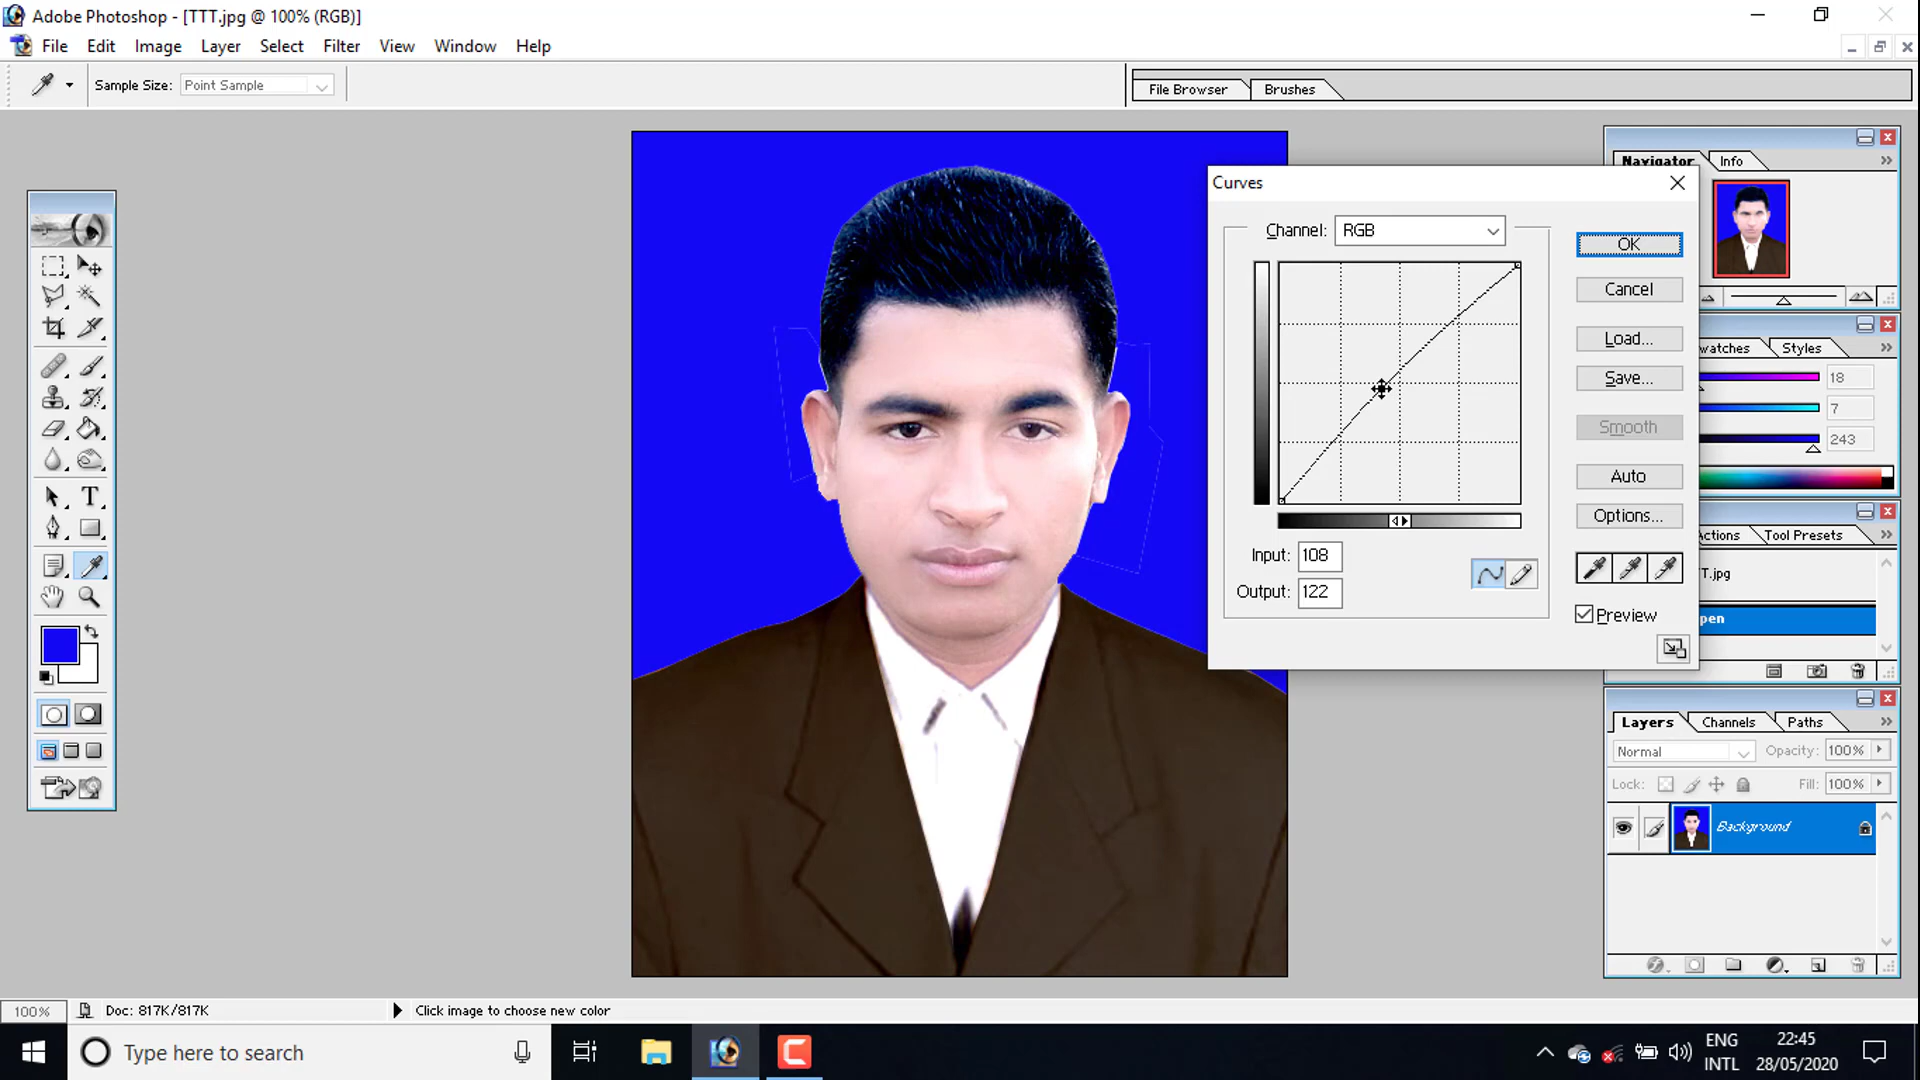 Adobe Photoshop - [TTT.jpg @ 100% (RGB)]
File Edit Image Layer Select Filter View Window Help
Sample Size: Point Sample
File Browser Brushes
Navigator Info
Curves
Channel: RGB
OK
Cancel
Load...
Save...
Smooth
Auto
Options...
Input: 108
Output: 122
Preview
watches Styles
18
7
243
Actions Tool Presets
T.jpg
pen
Layers Channels Paths
Normal Opacity: 100%
Lock: Fill: 100%
Background
T
100% Doc: 817K/817K Click image to choose new color
Type here to search
ENG
INTL
22:45
28/05/2020